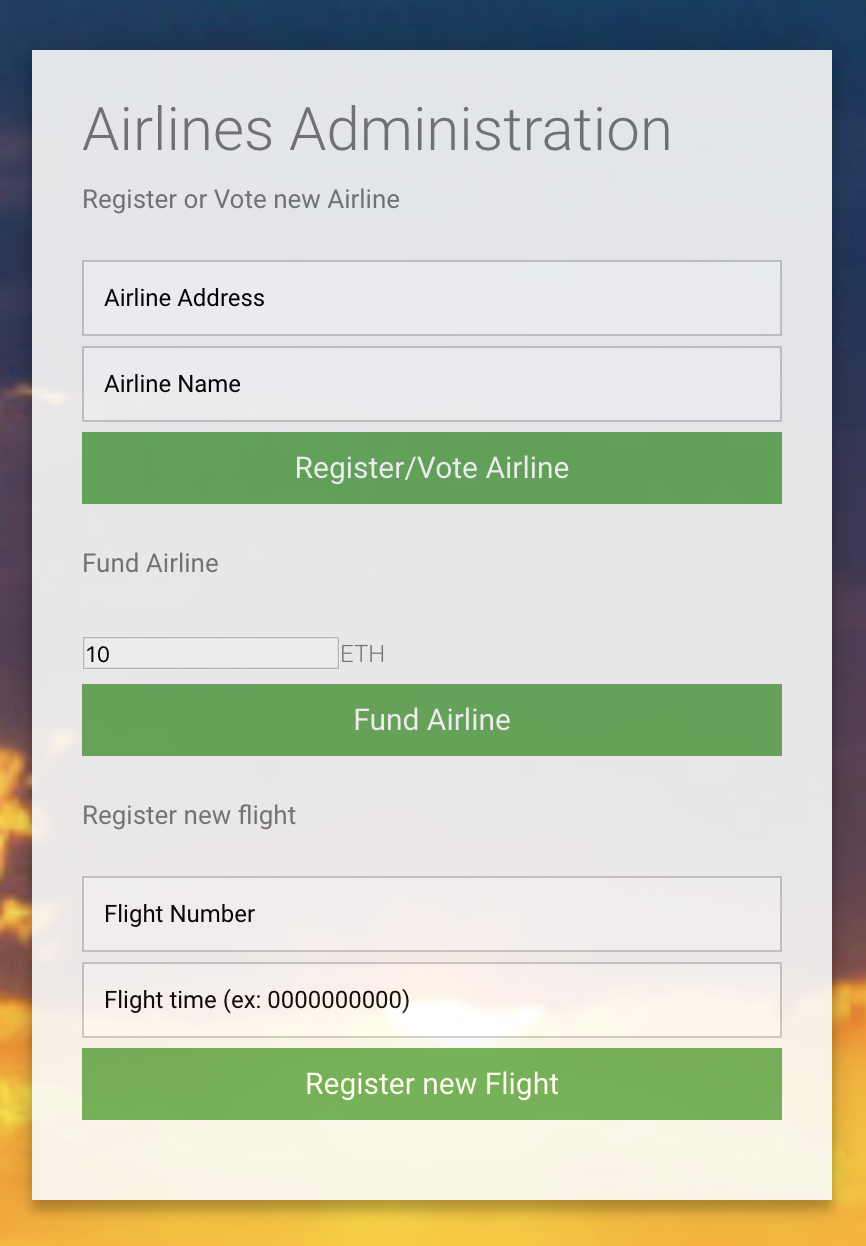 Airlines Administration
Register or Vote new Airline
Airline Address
Airline Name
Register/Vote Airline
Fund Airline
10 ETH
Fund Airline
Register new flight
Flight Number
Flight time (ex: 0000000000)
Register new Flight